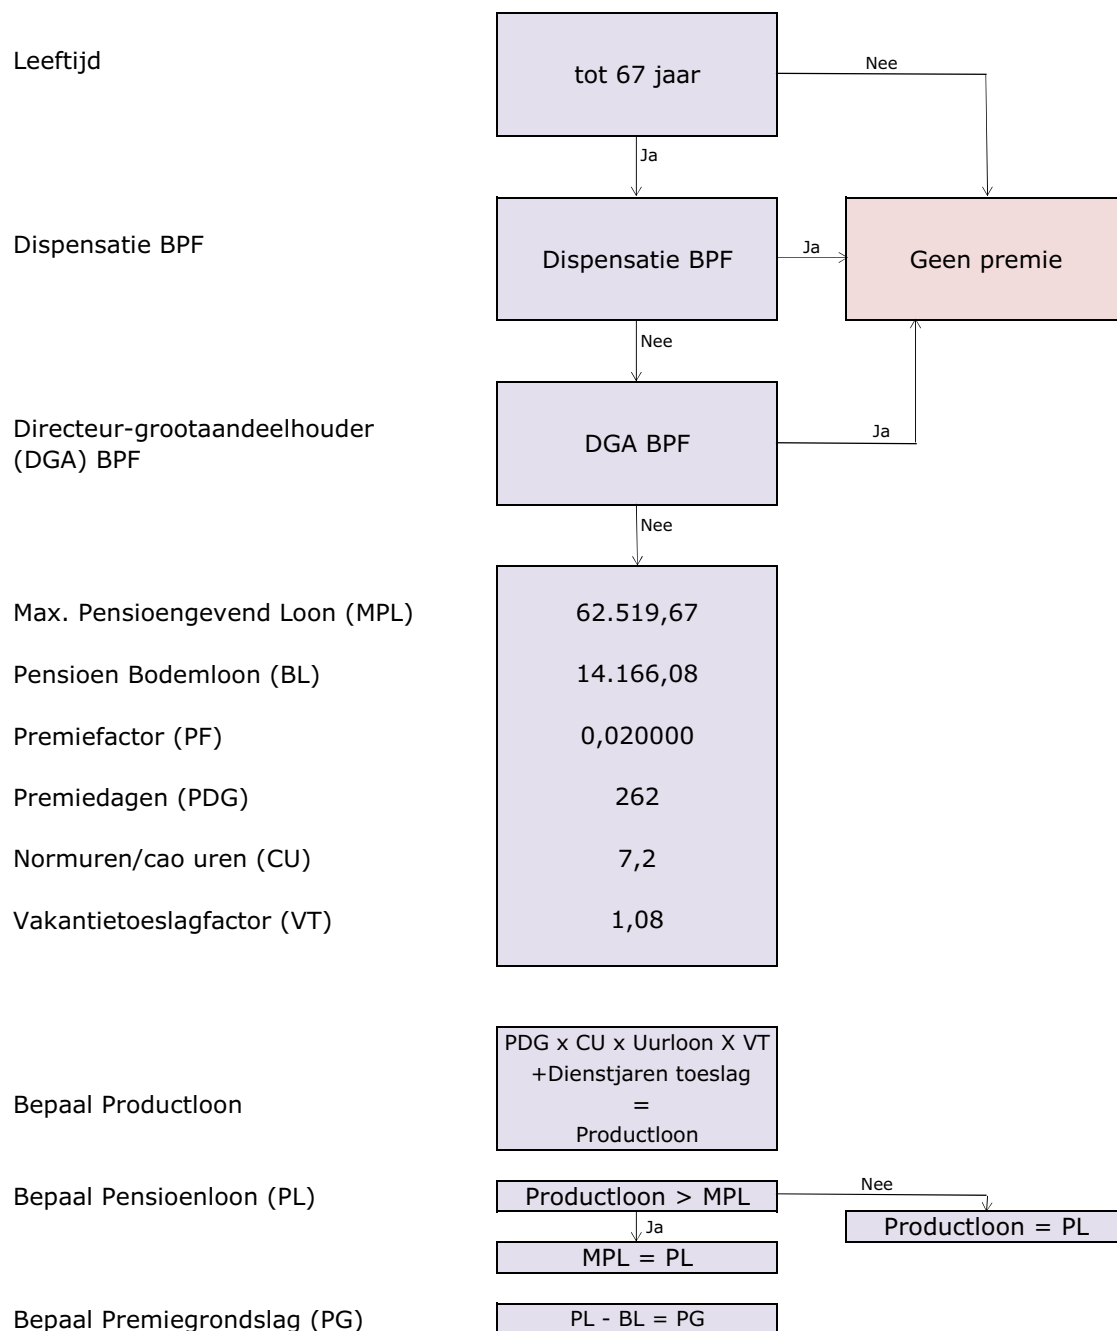 Leeftijd
tot 67 jaar
Nee
Ja
Dispensatie BPF
Dispensatie BPF
Ja
Geen premie
Nee
Directeur-grootaandeelhouder
(DGA) BPF
DGA BPF
Ja
Nee
Max. Pensioengevend Loon (MPL)
62.519,67
Pensioen Bodemloon (BL)
14.166,08
Premiefactor (PF)
0,020000
Premiedagen (PDG)
262
Normuren/cao uren (CU)
7,2
Vakantietoeslagfactor (VT)
1,08
Bepaal Productloon
PDG x CU x Uurloon X VT
+Dienstjaren toeslag
=
Productloon
Bepaal Pensioenloon (PL)
Productloon > MPL
Nee
Productloon = PL
Ja
MPL = PL
Bepaal Premiegrondslag (PG)
PL - BL = PG